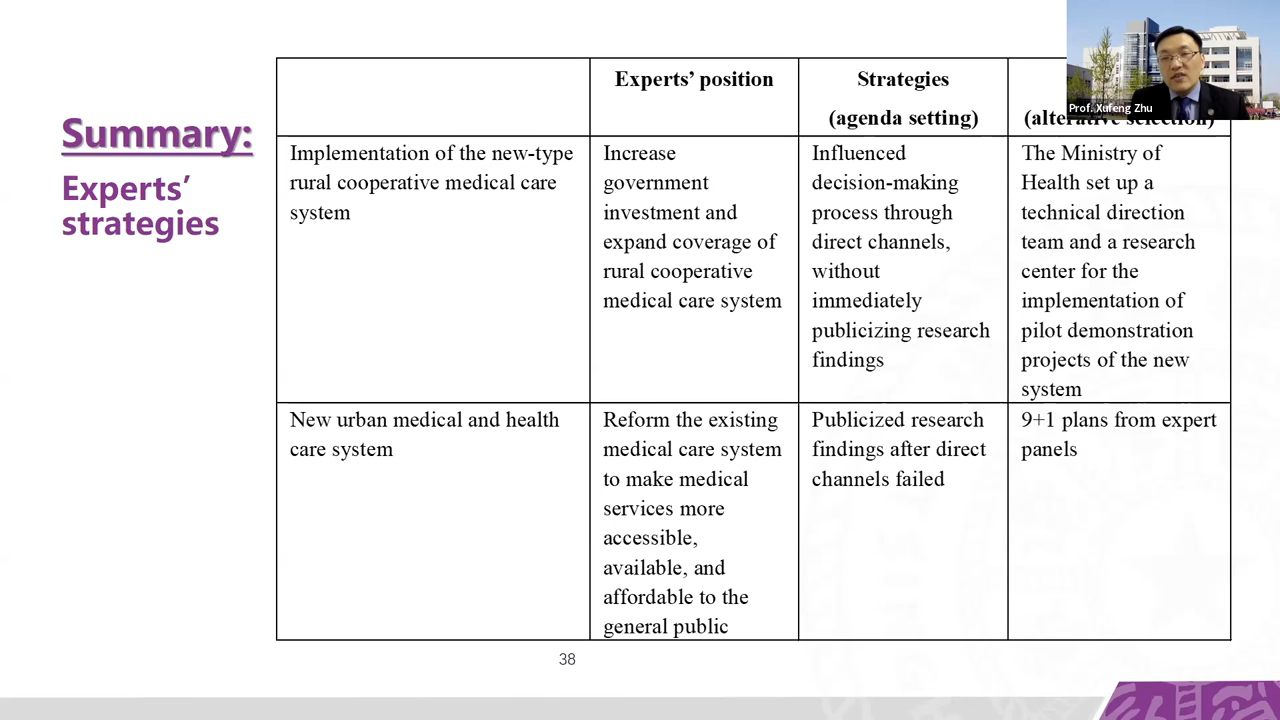 Prof. Xufeng Zhu
Summary:
Experts’
strategies
Experts’ position
Strategies
(agenda setting)
(alterative selection)
Implementation of the new-type
rural cooperative medical care
system
Increase
government
investment and
expand coverage of
rural cooperative
medical care system
Influenced
decision-making
process through
direct channels,
without
immediately
publicizing research
findings
The Ministry of
Health set up a
technical direction
team and a research
center for the
implementation of
pilot demonstration
projects of the new
system
New urban medical and health
care system
Reform the existing
medical care system
to make medical
services more
accessible,
available, and
affordable to the
general public
Publicized research
findings after direct
channels failed
9+1 plans from expert
panels
38